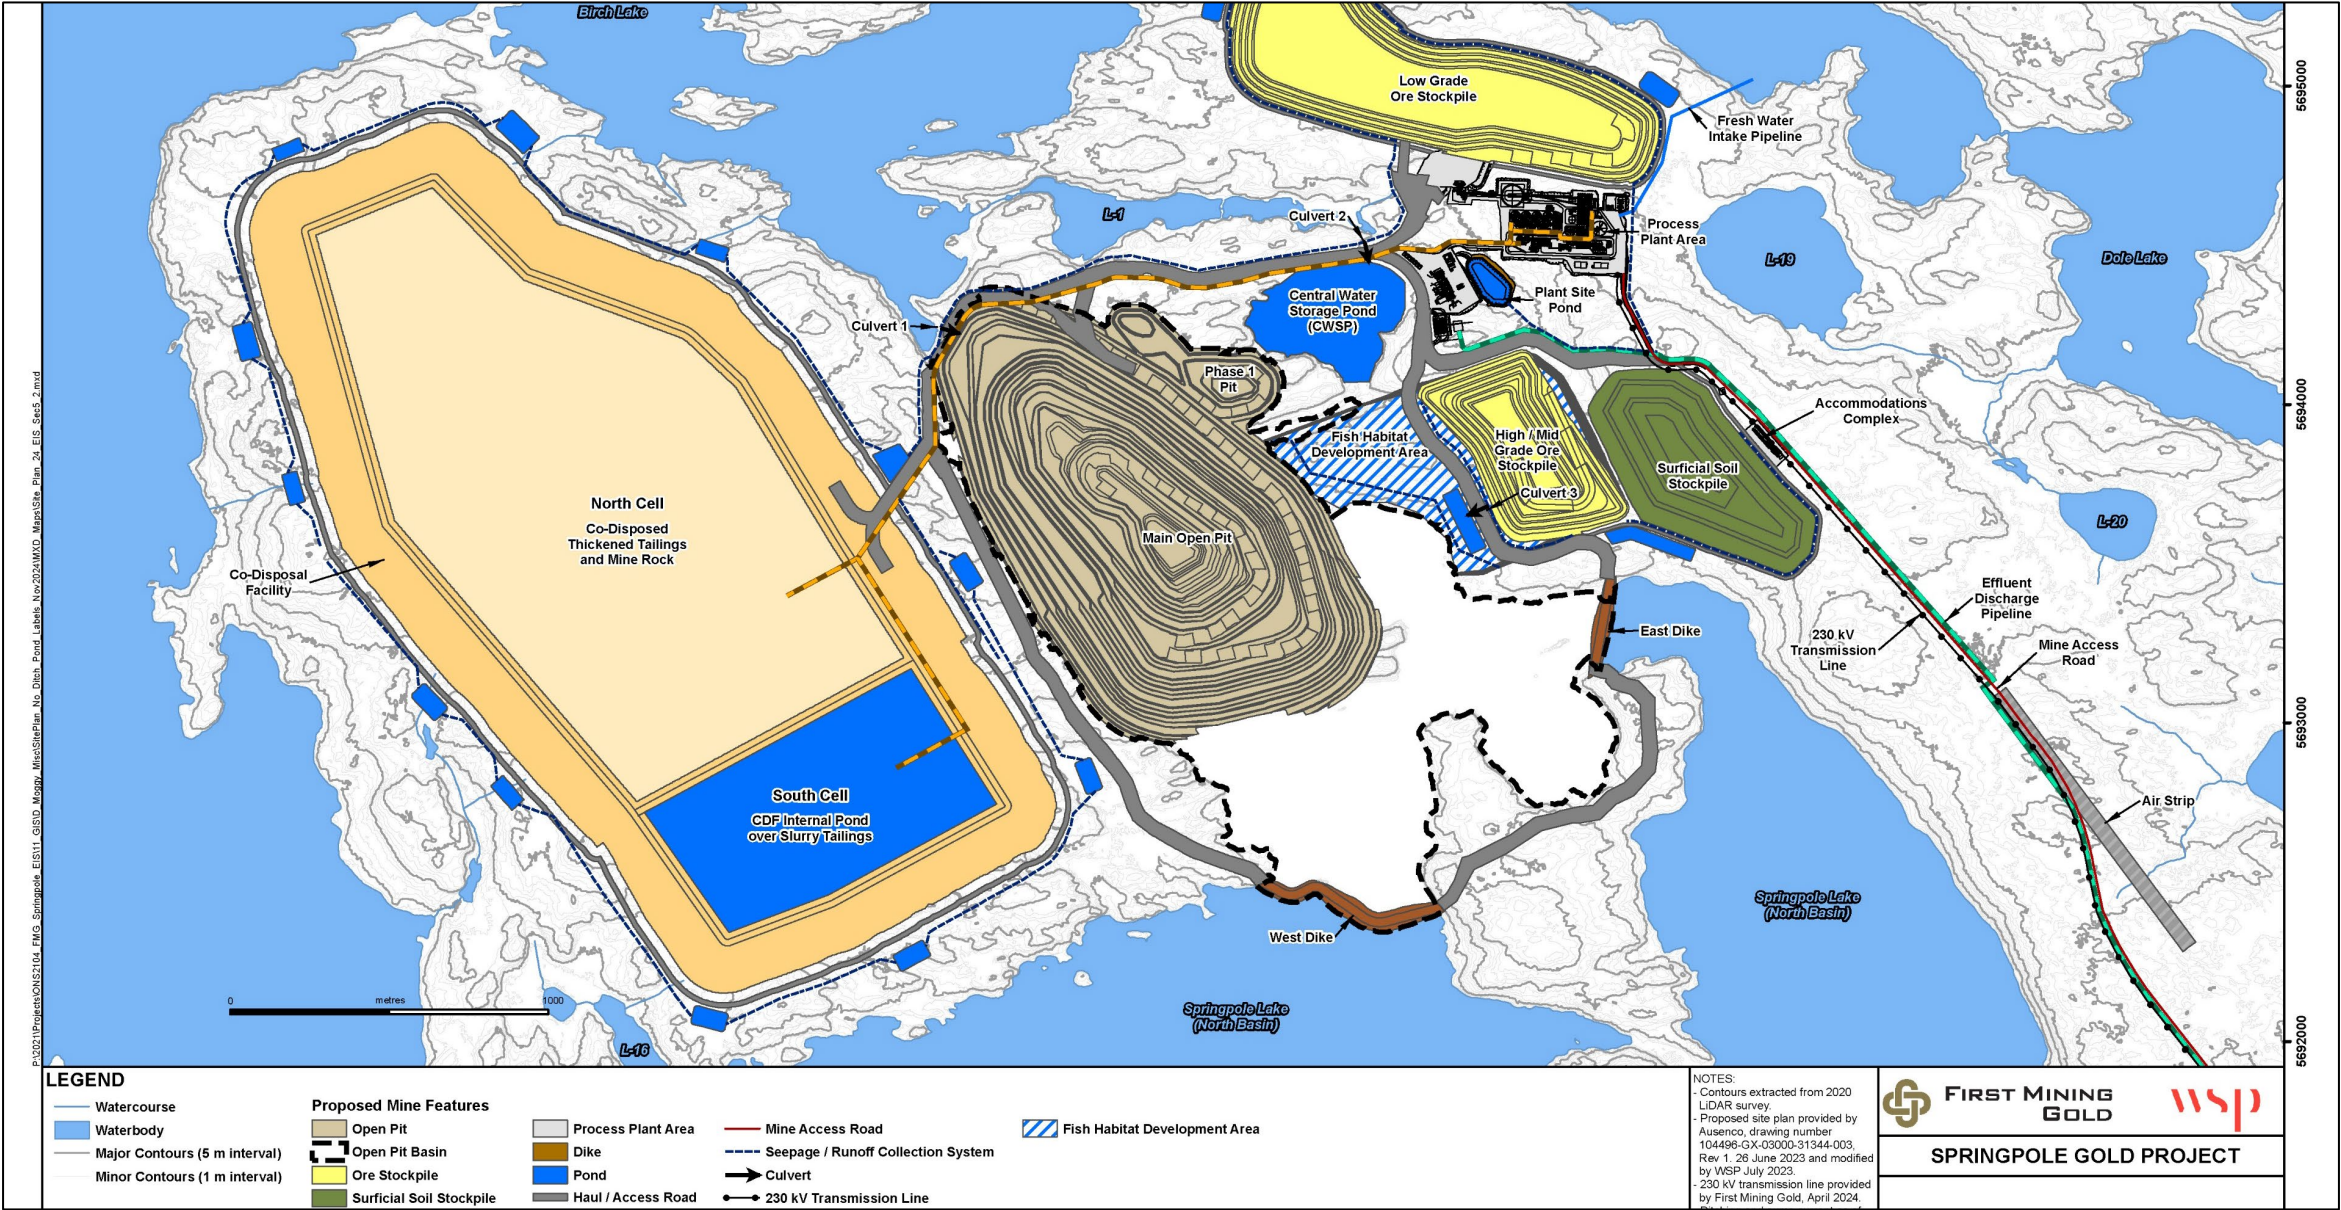 Birch Lake
Low Grade
Ore Stockpile
5695000
Fresh Water
Intake Pipeline
L-1
Culvert 2
Process
Plant Area
L-19
Dole Lake
Central Water
Storage Pond
(CWSP)
Plant Site
Pond
Culvert 1
Phase 1
Pit
Accommodations
Complex
5694000
Fish Habitat
Development Area
High / Mid
Grade Ore
Stockpile
Surficial Soil
Stockpile
Culvert 3
North Cell
Co-Disposed
Thickened Tailings
and Mine Rock
Main Open Pit
L-20
Co-Disposal
Facility
Effluent
Discharge
Pipeline
East Dike
230 kV
Transmission
Line
Mine Access
Road
5693000
South Cell
CDF Internal Pond
over Slurry Tailings
Air Strip
Springpole Lake
(North Basin)
West Dike
Springpole Lake
(North Basin)
0 metres 1000
L-16
5692000
P:\2021\Projects\ONS2104_FMG_Springpole_EIS\11_GIS\D_Moggy_Misc\SitePlan_No_Ditch_Pond_Labels_Nov2024\MXD_Maps\Site_Plan_24_EIS_Sec5_2.mxd
LEGEND
Watercourse
Waterbody
Major Contours (5 m interval)
Minor Contours (1 m interval)
Proposed Mine Features
Open Pit
Open Pit Basin
Ore Stockpile
Surficial Soil Stockpile
Process Plant Area
Dike
Pond
Haul / Access Road
Mine Access Road
Seepage / Runoff Collection System
Culvert
230 kV Transmission Line
Fish Habitat Development Area
NOTES:
- Contours extracted from 2020
LiDAR survey.
- Proposed site plan provided by
Ausenco, drawing number
104496-GX-03000-31344-003,
Rev 1. 26 June 2023 and modified
by WSP July 2023.
- 230 kV transmission line provided
by First Mining Gold, April 2024.
FIRST MINING
GOLD
wsp
SPRINGPOLE GOLD PROJECT